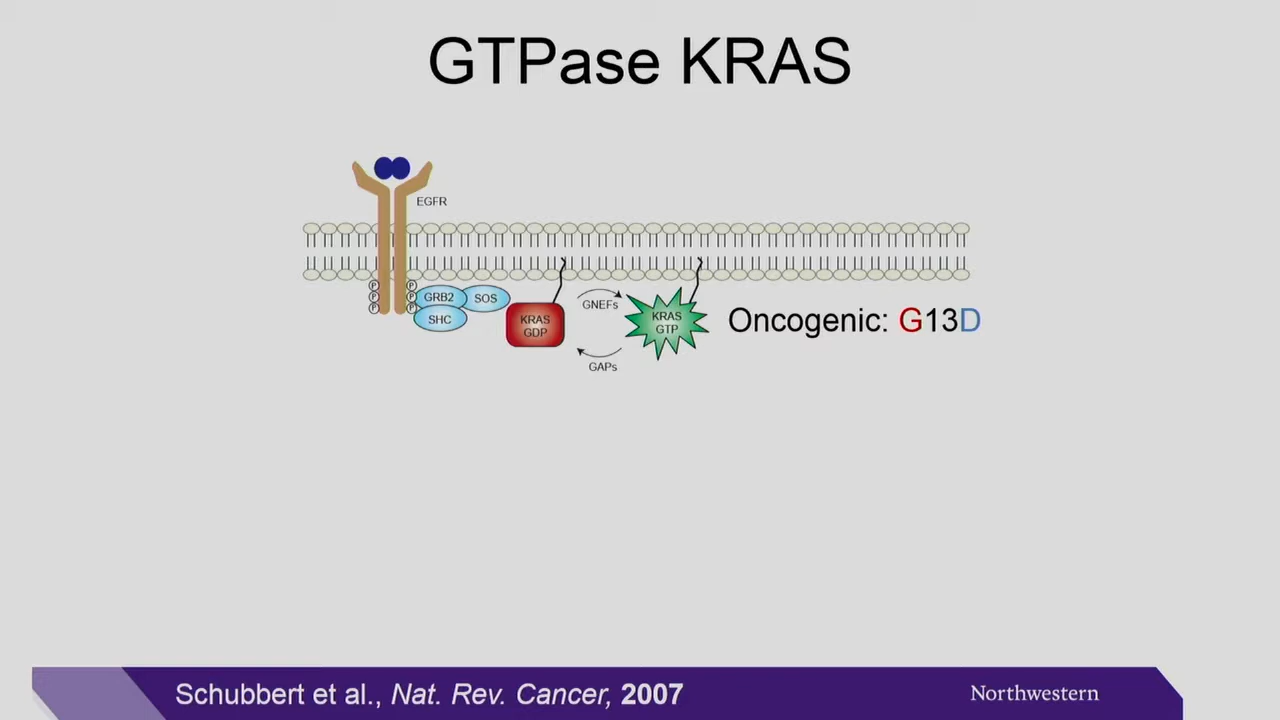 GTPase KRAS
EGFR
P
P
P
P
P
P
GRB2
SOS
SHC
KRAS
GDP
GNEFs
GAPs
KRAS
GTP
Oncogenic: G13D
Schubbert et al., Nat. Rev. Cancer, 2007
Northwestern